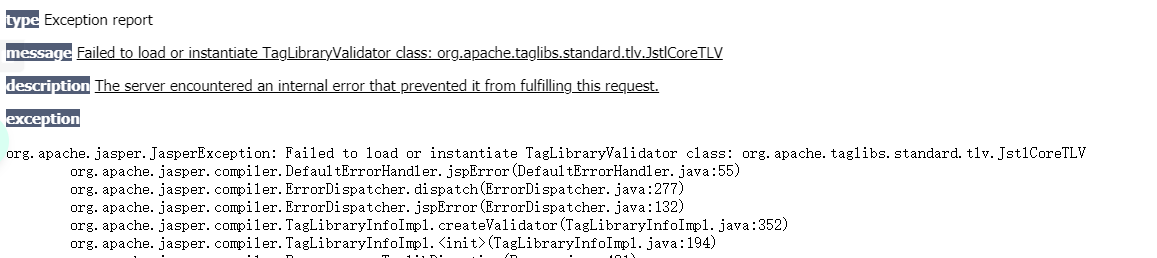 type Exception report
message Failed to load or instantiate TagLibraryValidator class: org.apache.taglibs.standard.tlv.JstlCoreTLV
description The server encountered an internal error that prevented it from fulfilling this request.
exception
org.apache.jasper.JasperException: Failed to load or instantiate TagLibraryValidator class: org.apache.taglibs.standard.tlv.JstlCoreTLV
org.apache.jasper.compiler.DefaultErrorHandler.jspError(DefaultErrorHandler.java:55)
org.apache.jasper.compiler.ErrorDispatcher.dispatch(ErrorDispatcher.java:277)
org.apache.jasper.compiler.ErrorDispatcher.jspError(ErrorDispatcher.java:132)
org.apache.jasper.compiler.TagLibraryInfoImpl.createValidator(TagLibraryInfoImpl.java:352)
org.apache.jasper.compiler.TagLibraryInfoImpl.<init>(TagLibraryInfoImpl.java:194)